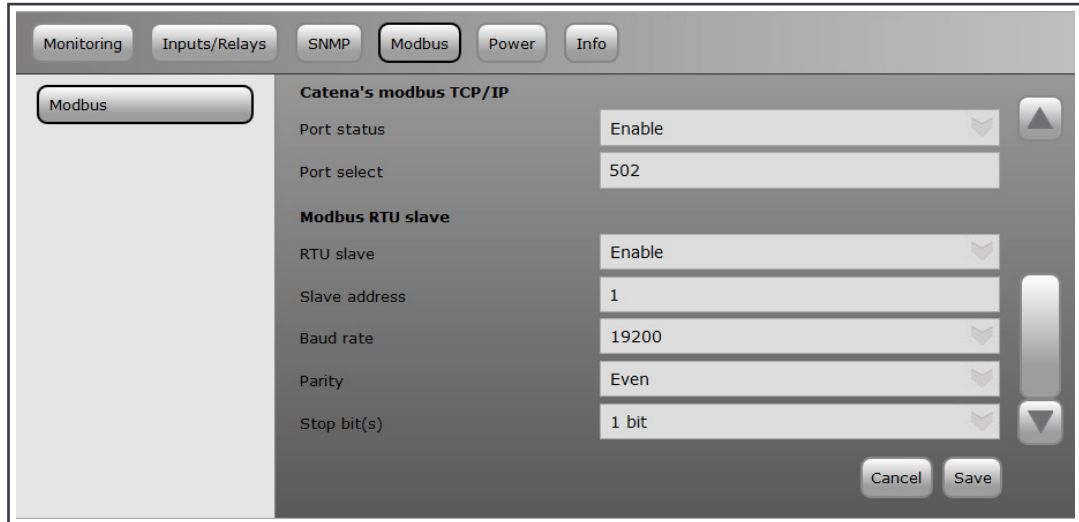 Monitoring Inputs/Relays SNMP Modbus Power Info
Modbus
Catena's modbus TCP/IP
Port status Enable
Port select 502
Modbus RTU slave
RTU slave Enable
Slave address 1
Baud rate 19200
Parity Even
Stop bit(s) 1 bit
Cancel Save